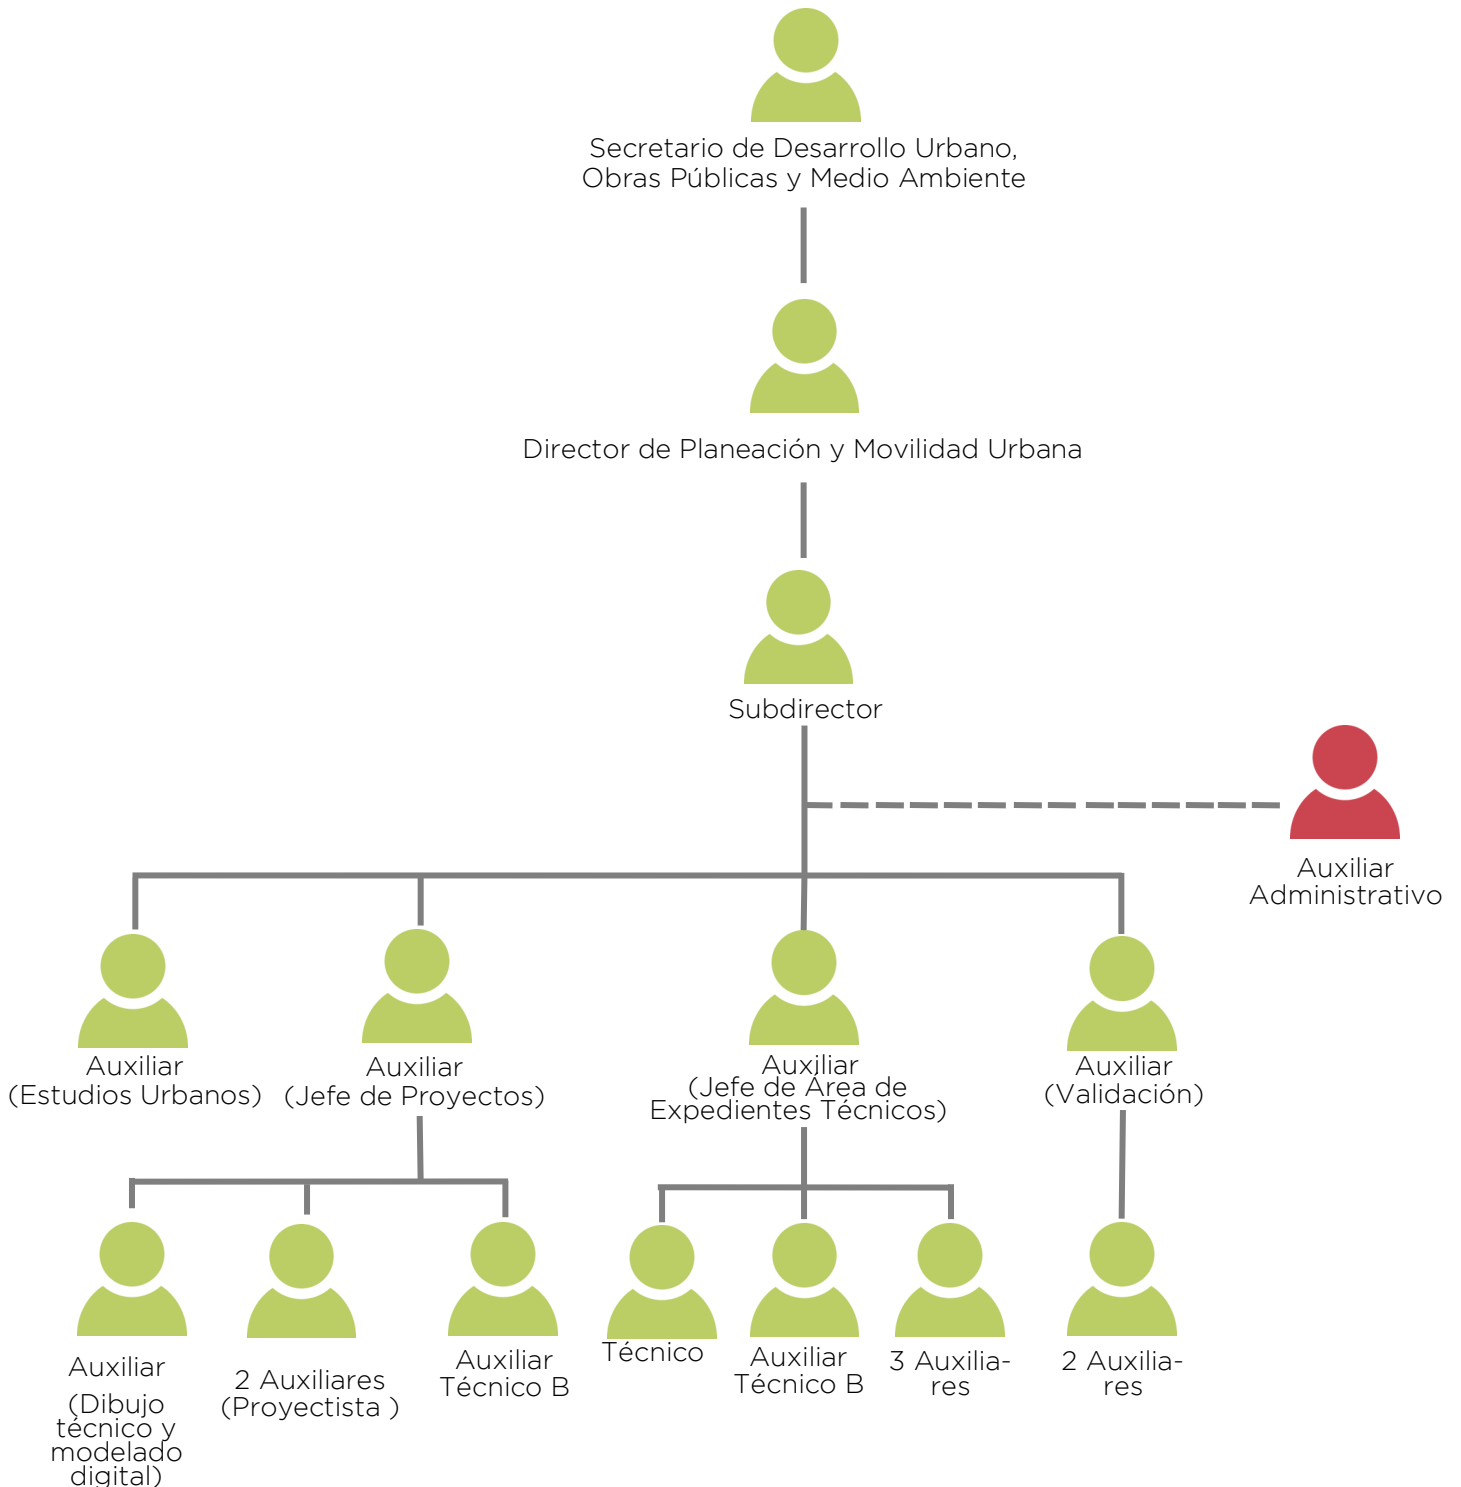 Secretario de Desarrollo Urbano,
Obras Públicas y Medio Ambiente
Director de Planeación y Movilidad Urbana
Subdirector
Auxiliar
Administrativo
Auxiliar
(Estudios Urbanos)
Auxiliar
(Jefe de Proyectos)
Auxiliar
(Jefe de Área de
Expedientes Técnicos)
Auxiliar
(Validación)
Auxiliar
(Dibujo
técnico y
modelado
digital)
2 Auxiliares
(Proyectista )
Auxiliar
Técnico B
Técnico
Auxiliar
Técnico B
3 Auxilia-
res
2 Auxilia-
res